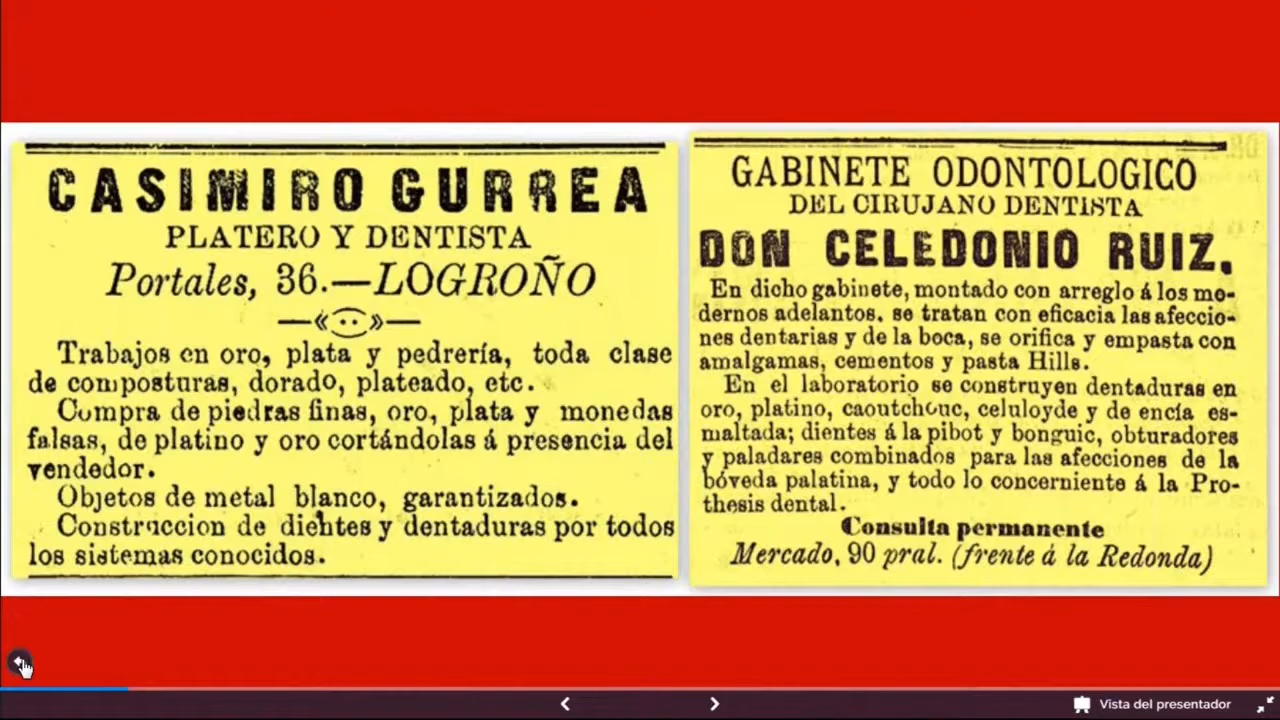 CASIMIRO GURREA
PLATERO Y DENTISTA
Portales, 36.—LOGROÑO
Trabajos en oro, plata y pedrería, toda clase
de composturas, dorado, plateado, etc.
Compra de piedras finas, oro, plata y monedas
falsas, de platino y oro cortándolas á presencia del
vendedor.
Objetos de metal blanco, garantizados.
Construccion de dientes y dentaduras por todos
los sistemas conocidos.
GABINETE ODONTOLOGICO
DEL CIRUJANO DENTISTA
DON CELEDONIO RUIZ.
En dicho gabinete, montado con arreglo á los mo-
dernos adelantos, se tratan con eficacia las afeccio-
nes dentarias y de la boca, se orifica y empasta con
amalgamas, cementos y pasta Hills.
En el laboratorio se construyen dentaduras en
oro, platino, caoutchouc, celuloyde y de encía es-
maltada; dientes á la pibot y bonguic, obturadores
y paladares combinados para las afecciones de la
bóveda palatina, y todo lo concerniente á la Pro-
thesis dental.
Consulta permanente
Mercado, 90 pral. (frente á la Redonda)
Vista del presentador